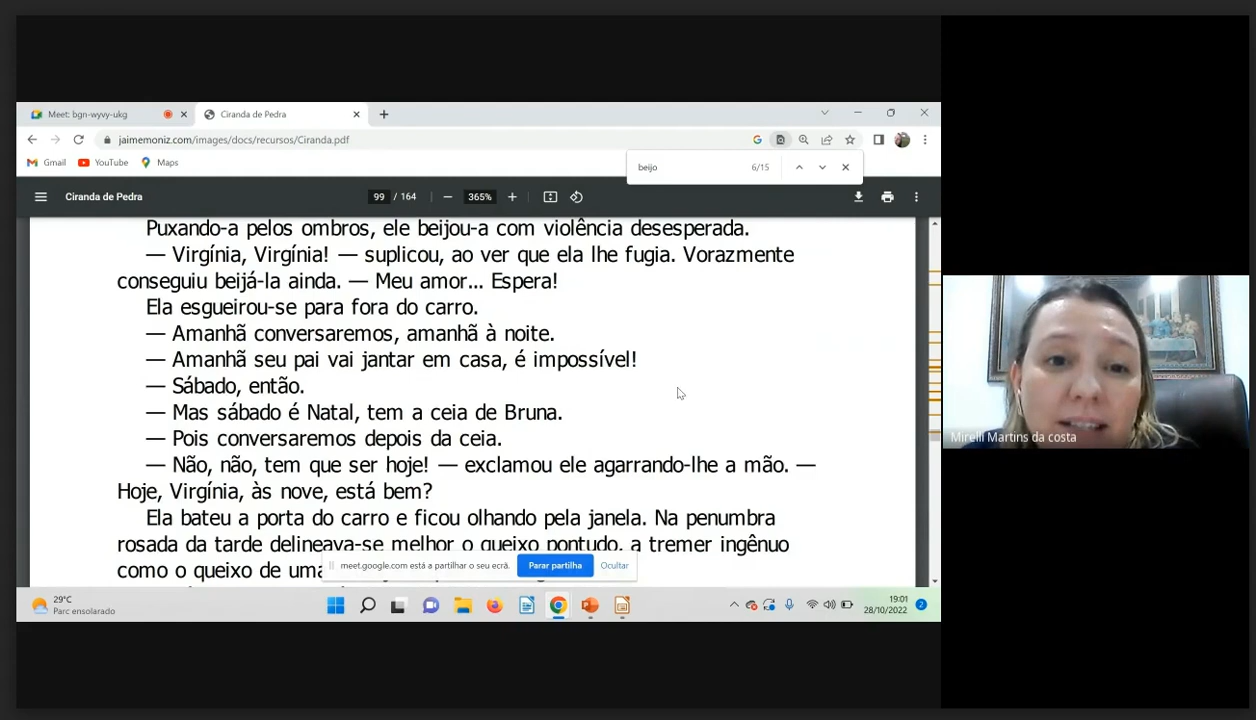 Meet: bgn-wyvy-ukg
Ciranda de Pedra
jaimemoniz.com/images/docs/recursos/Ciranda.pdf
Gmail YouTube Maps
beijo 6/15
Ciranda de Pedra 99 / 164 365%
Puxando-a pelos ombros, ele beijou-a com violência desesperada.
— Virgínia, Virgínia! — suplicou, ao ver que ela lhe fugia. Vorazmente
conseguiu beijá-la ainda. — Meu amor... Espera!
Ela esgueirou-se para fora do carro.
— Amanhã conversaremos, amanhã à noite.
— Amanhã seu pai vai jantar em casa, é impossível!
— Sábado, então.
— Mas sábado é Natal, tem a ceia de Bruna.
— Pois conversaremos depois da ceia.
— Não, não, tem que ser hoje! — exclamou ele agarrando-lhe a mão. —
Hoje, Virgínia, às nove, está bem?
Ela bateu a porta do carro e ficou olhando pela janela. Na penumbra
rosada da tarde delineava-se melhor o queixo pontudo, a tremer ingênuo
como o queixo de uma
meet.google.com está a partilhar o seu ecrã. Parar partilha Ocultar
29°C
Parc ensolarado
19:01
28/10/2022
2
Mirelli Martins da costa